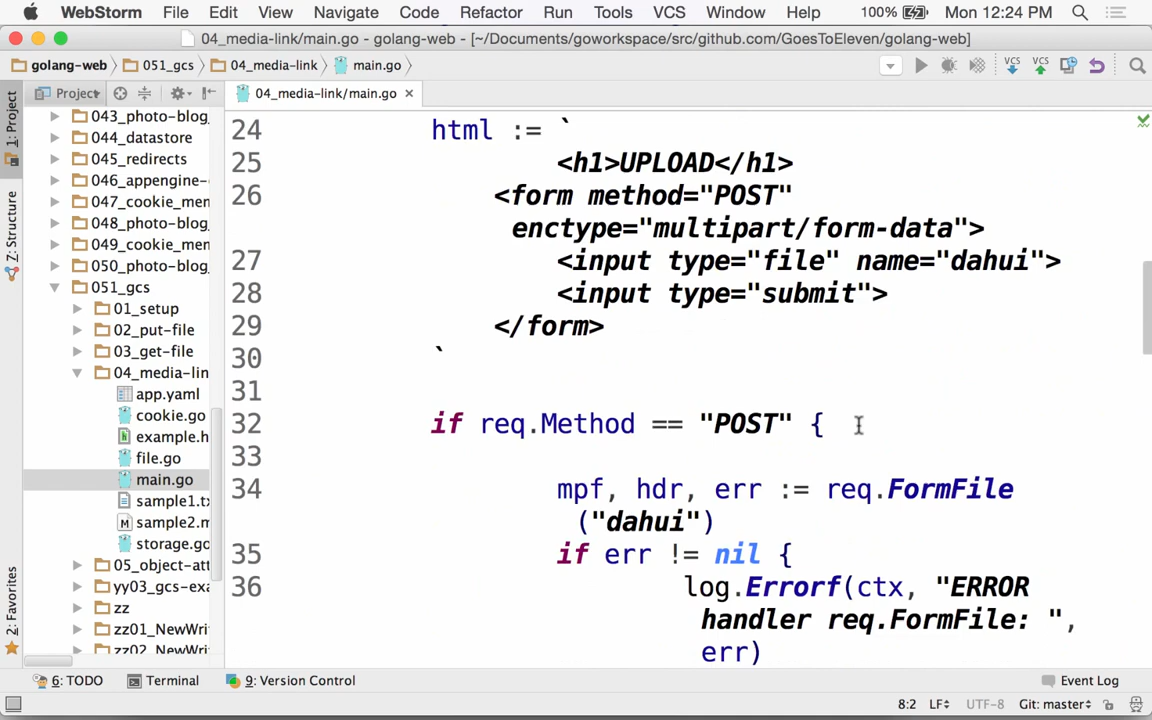 WebStorm File Edit View Navigate Code Refactor Run Tools VCS Window Help 100% Mon 12:24 PM
04_media-link/main.go - golang-web - [~/Documents/goworkspace/src/github.com/GoesToEleven/golang-web]
golang-web 051_gcs 04_media-link main.go VCS VCS
Project 04_media-link/main.go ×
1: Project
Z: Structure
2: Favorites
043_photo-blog_
044_datastore
045_redirects
046_appengine-
047_cookie_men
048_photo-blog_
049_cookie_men
050_photo-blog_
051_gcs
01_setup
02_put-file
03_get-file
04_media-lin
app.yaml
cookie.go
example.h
file.go
main.go
sample1.tx
sample2.m
storage.go
05_object-att
yy03_gcs-exa
zz
zz01_NewWri
zz02_NewWri
24 html := `
25 <h1>UPLOAD</h1>
26 <form method="POST"
enctype="multipart/form-data">
27 <input type="file" name="dahui">
28 <input type="submit">
29 </form>
30 `
31
32 if req.Method == "POST" {
33
34 mpf, hdr, err := req.FormFile
("dahui")
35 if err != nil {
36 log.Errorf(ctx, "ERROR
handler req.FormFile: ",
err)
6: TODO Terminal 9: Version Control Event Log
8:2 LF÷ UTF-8 Git: master÷